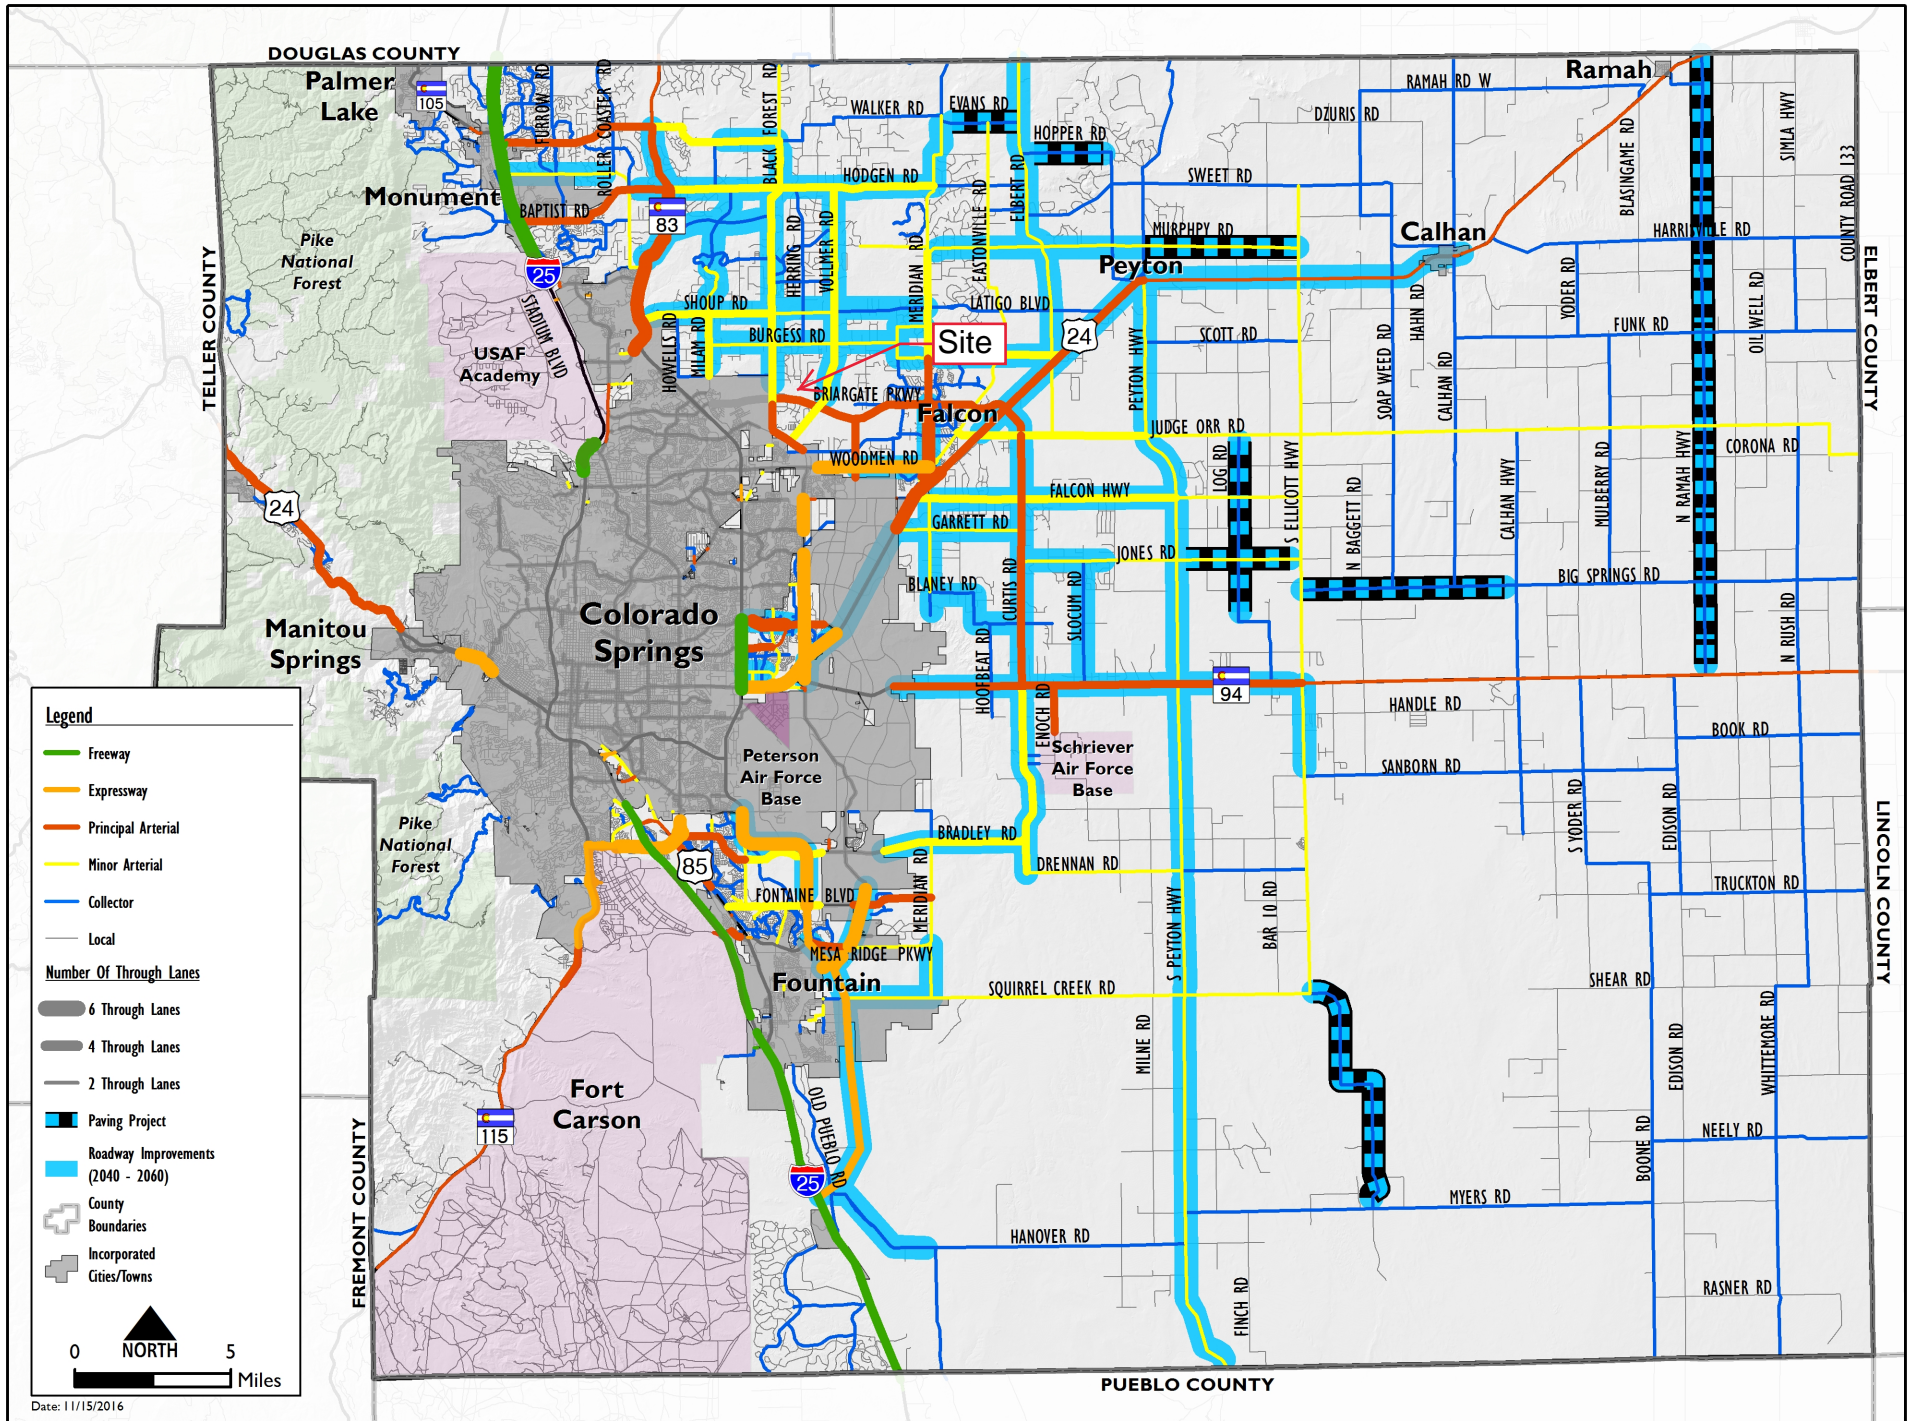 DOUGLAS COUNTY
Palmer
Lake
105
FURROW RD
ROLLER COASTER RD
BLACK FOREST RD
WALKER RD
EVANS RD
HOPPER RD
DZURIS RD
RAMAH RD W
Ramah
BLASINGAME RD
SIMLA HWY
COUNTY ROAD 133
Monument
BAPTIST RD
83
HODGEN RD
EASTONVILLE RD
ELBERT RD
SWEET RD
MURPHPY RD
Calhan
HARRISVILLE RD
Pike
National
Forest
TELLER COUNTY
25
STADIUM BLVD
HERRING RD
VOLLMER RD
MERIDIAN RD
Peyton
YODER RD
OIL WELL RD
ELBERT COUNTY
SHOUP RD
LATIGO BLVD
HOWELLS RD
MILAM RD
BURGESS RD
Site
24
PEYTON HWY
SCOTT RD
HAHN RD
FUNK RD
USAF
Academy
SOAP WEED RD
CALHAN RD
BRIARGATE PKWY
Falcon
JUDGE ORR RD
CORONA RD
WOODMEN RD
LOG RD
S ELLICOTT HWY
N BAGGETT RD
CALHAN HWY
MULBERRY RD
N RAMAH HWY
24
FALCON HWY
GARRETT RD
JONES RD
BLANEY RD
CURTIS RD
SLOCUM RD
BIG SPRINGS RD
Colorado
Springs
Manitou
Springs
HOOFBEAT RD
N RUSH RD
94
ENOCH RD
HANDLE RD
BOOK RD
Peterson
Air Force
Base
Schriever
Air Force
Base
SANBORN RD
S YODER RD
EDISON RD
LINCOLN COUNTY
Pike
National
Forest
85
BRADLEY RD
DRENNAN RD
FONTAINE BLVD
MERIDIAN RD
S PEYTON HWY
BAR 10 RD
TRUCKTON RD
MESA RIDGE PKWY
Fountain
SQUIRREL CREEK RD
SHEAR RD
MILNE RD
EDISON RD
WHITTEMORE RD
Fort
Carson
115
OLD PUEBLO RD
25
BOONE RD
NEELY RD
MYERS RD
HANOVER RD
FINCH RD
RASNER RD
FREMONT COUNTY
PUEBLO COUNTY
Legend
Freeway
Expressway
Principal Arterial
Minor Arterial
Collector
Local
Number Of Through Lanes
6 Through Lanes
4 Through Lanes
2 Through Lanes
Paving Project
Roadway Improvements
(2040 - 2060)
County
Boundaries
Incorporated
Cities/Towns
NORTH
0 5
Miles
Date: 11/15/2016